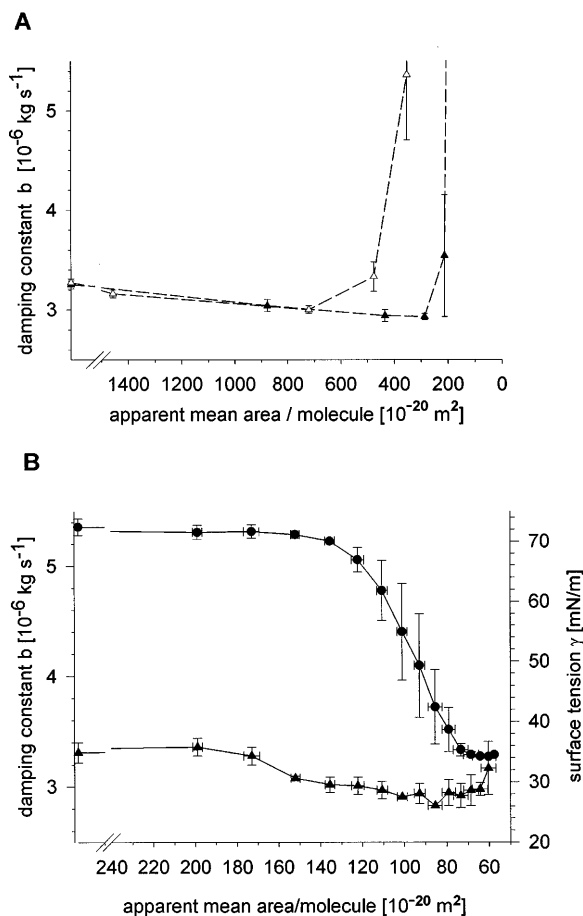 A
damping constant b [10⁻⁶ kg s⁻¹]
5
4
3
1400 1200 1000 800 600 400 200 0
apparent mean area / molecule [10⁻²⁰ m²]
B
damping constant b [10⁻⁶ kg s⁻¹]
5
4
3
70
60
50
40
30
20
surface tension γ [mN/m]
240 200 180 160 140 120 100 80 60
apparent mean area/molecule [10⁻²⁰ m²]